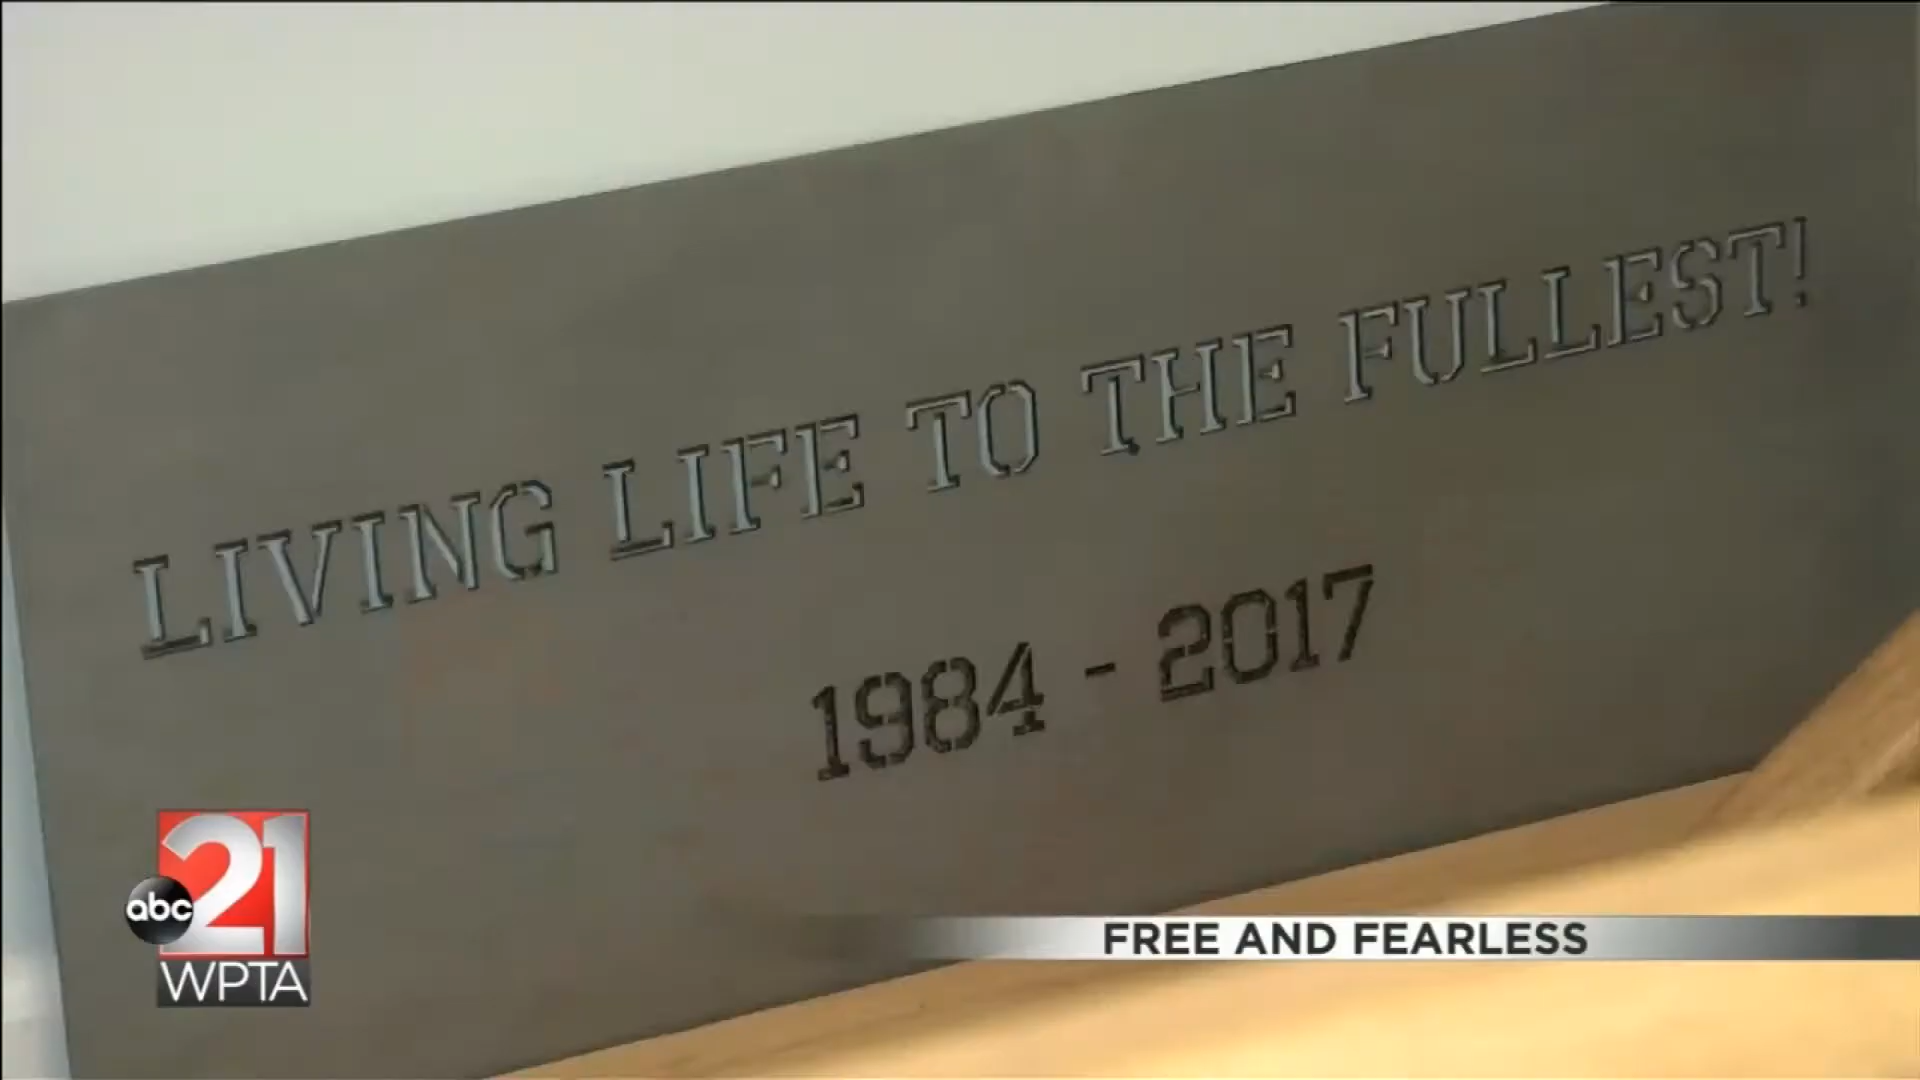 LIVING LIFE TO THE FULLEST!
1984 - 2017
21
abc
WPTA
FREE AND FEARLESS